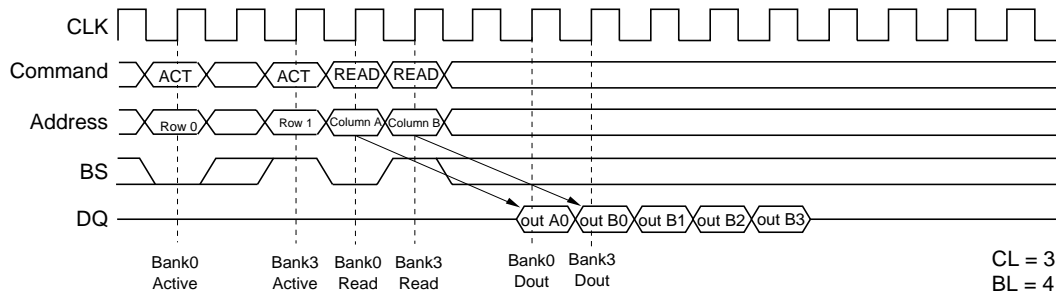 CLK
Command ACT ACT READ READ
Address Row 0 Row 1 Column A Column B
BS
DQ out A0 out B0 out B1 out B2 out B3
Bank0 Active Bank3 Active Bank0 Read Bank3 Read Bank0 Dout Bank3 Dout
CL = 3
BL = 4